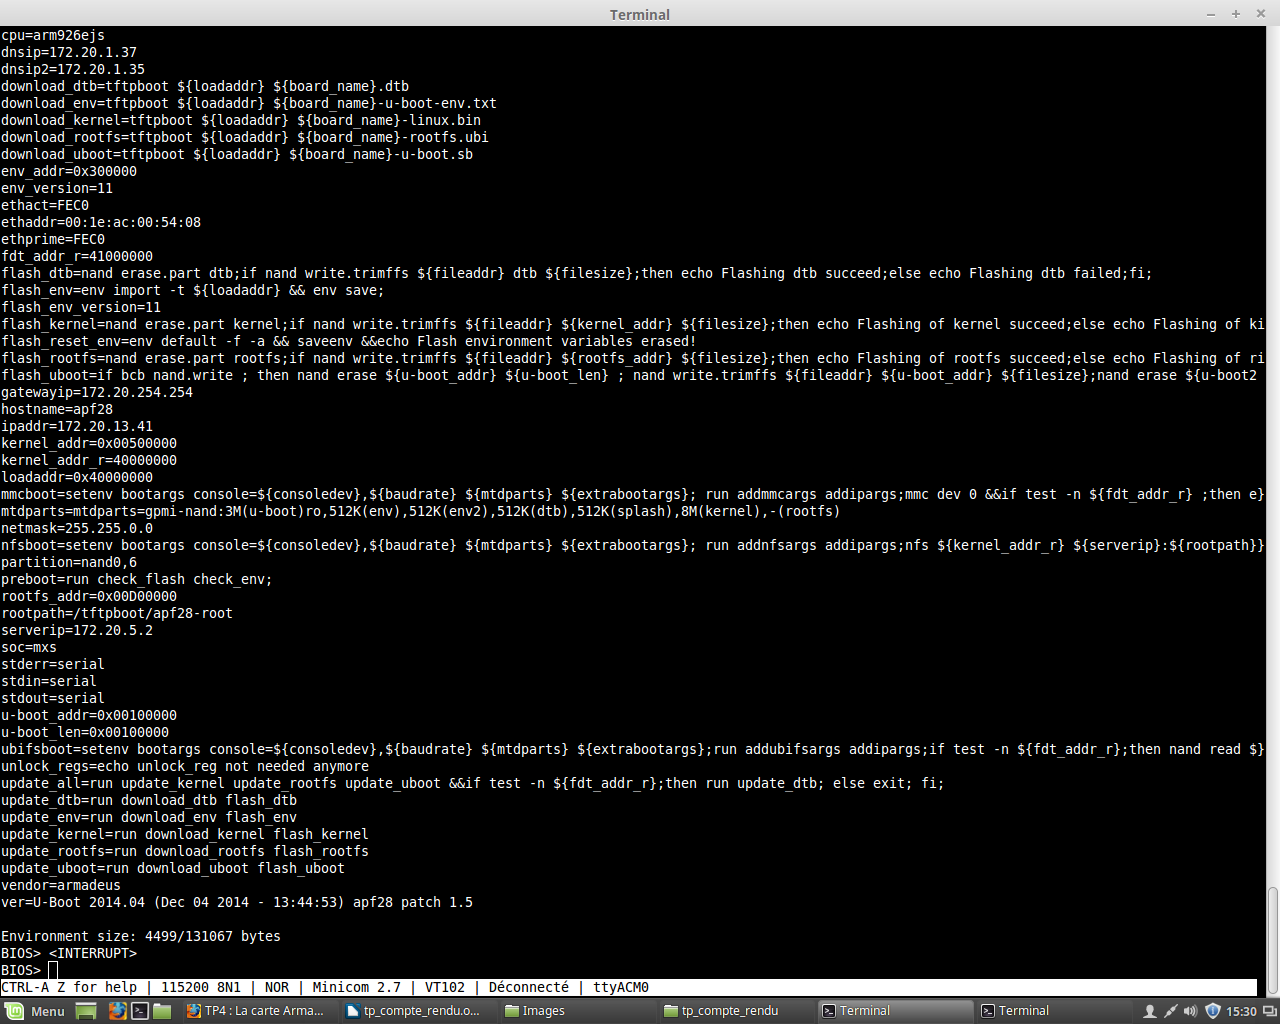 Terminal
cpu=arm926ejs
dnsip=172.20.1.37
dnsip2=172.20.1.35
download_dtb=tftpboot ${loadaddr} ${board_name}.dtb
download_env=tftpboot ${loadaddr} ${board_name}-u-boot-env.txt
download_kernel=tftpboot ${loadaddr} ${board_name}-linux.bin
download_rootfs=tftpboot ${loadaddr} ${board_name}-rootfs.ubi
download_uboot=tftpboot ${loadaddr} ${board_name}-u-boot.sb
env_addr=0x300000
env_version=11
ethact=FEC0
ethaddr=00:1e:ac:00:54:08
ethprime=FEC0
fdt_addr_r=41000000
flash_dtb=nand erase.part dtb;if nand write.trimffs ${fileaddr} dtb ${filesize};then echo Flashing dtb succeed;else echo Flashing dtb failed;fi;
flash_env=env import -t ${loadaddr} && env save;
flash_env_version=11
flash_kernel=nand erase.part kernel;if nand write.trimffs ${fileaddr} ${kernel_addr} ${filesize};then echo Flashing of kernel succeed;else echo Flashing of ki
flash_reset_env=env default -f -a && saveenv &&echo Flash environment variables erased!
flash_rootfs=nand erase.part rootfs;if nand write.trimffs ${fileaddr} ${rootfs_addr} ${filesize};then echo Flashing of rootfs succeed;else echo Flashing of ri
flash_uboot=if bcb nand.write ; then nand erase ${u-boot_addr} ${u-boot_len} ; nand write.trimffs ${fileaddr} ${u-boot_addr} ${filesize};nand erase ${u-boot2
gatewayip=172.20.254.254
hostname=apf28
ipaddr=172.20.13.41
kernel_addr=0x00500000
kernel_addr_r=40000000
loadaddr=0x40000000
mmcboot=setenv bootargs console=${consoledev},${baudrate} ${mtdparts} ${extrabootargs}; run addmmcargs addipargs;mmc dev 0 &&if test -n ${fdt_addr_r} ;then e}
mtdparts=mtdparts=gpmi-nand:3M(u-boot)ro,512K(env),512K(env2),512K(dtb),512K(splash),8M(kernel),-(rootfs)
netmask=255.255.0.0
nfsboot=setenv bootargs console=${consoledev},${baudrate} ${mtdparts} ${extrabootargs}; run addnfsargs addipargs;nfs ${kernel_addr_r} ${serverip}:${rootpath}}
partition=nand0,6
preboot=run check_flash check_env;
rootfs_addr=0x00D00000
rootpath=/tftpboot/apf28-root
serverip=172.20.5.2
soc=mxs
stderr=serial
stdin=serial
stdout=serial
u-boot_addr=0x00100000
u-boot_len=0x00100000
ubifsboot=setenv bootargs console=${consoledev},${baudrate} ${mtdparts} ${extrabootargs};run addubifsargs addipargs;if test -n ${fdt_addr_r};then nand read $}
unlock_regs=echo unlock_reg not needed anymore
update_all=run update_kernel update_rootfs update_uboot &&if test -n ${fdt_addr_r};then run update_dtb; else exit; fi;
update_dtb=run download_dtb flash_dtb
update_env=run download_env flash_env
update_kernel=run download_kernel flash_kernel
update_rootfs=run download_rootfs flash_rootfs
update_uboot=run download_uboot flash_uboot
vendor=armadeus
ver=U-Boot 2014.04 (Dec 04 2014 - 13:44:53) apf28 patch 1.5
Environment size: 4499/131067 bytes
BIOS> <INTERRUPT>
BIOS>
CTRL-A Z for help | 115200 8N1 | NOR | Minicom 2.7 | VT102 | Déconnecté | ttyACM0
Menu TP4 : La carte Arma... tp_compte_rendu.o... Images tp_compte_rendu Terminal Terminal 15:30